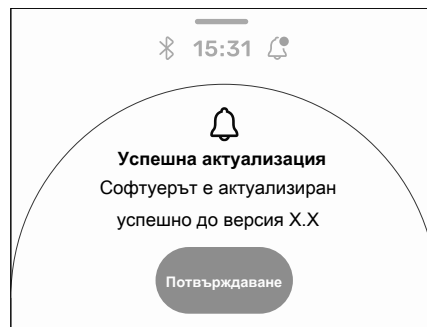 15:31
Успешна актуализация
Софтуерът е актуализиран
успешно до версия X.X
Потвърждаване